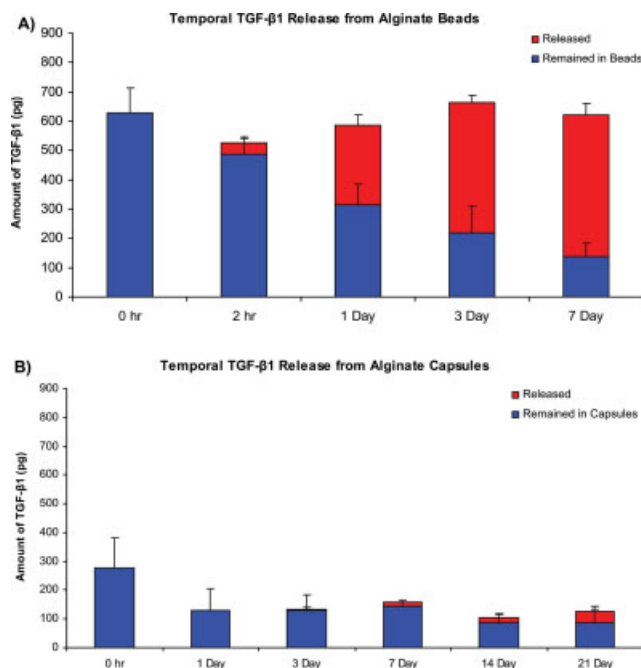 A)
Temporal TGF-β1 Release from Alginate Beads
Released
Remained in Beads
Amount of TGF-β1 (pg)
900
800
700
600
500
400
300
200
100
0
0 hr 2 hr 1 Day 3 Day 7 Day
B)
Temporal TGF-β1 Release from Alginate Capsules
Released
Remained in Capsules
Amount of TGF-β1 (pg)
900
800
700
600
500
400
300
200
100
0
0 hr 1 Day 3 Day 7 Day 14 Day 21 Day